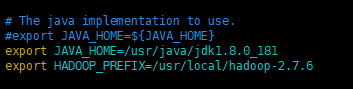 # The java implementation to use.
#export JAVA_HOME=${JAVA_HOME}
export JAVA_HOME=/usr/java/jdk1.8.0_181
export HADOOP_PREFIX=/usr/local/hadoop-2.7.6